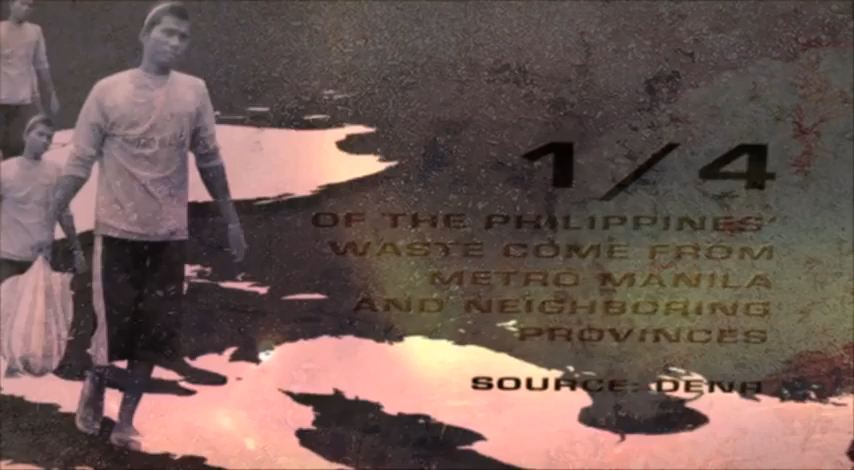 1/4
OF THE PHILIPPINES'
WASTE COME FROM
METRO MANILA
AND NEIGHBORING
PROVINCES
SOURCE: DENR